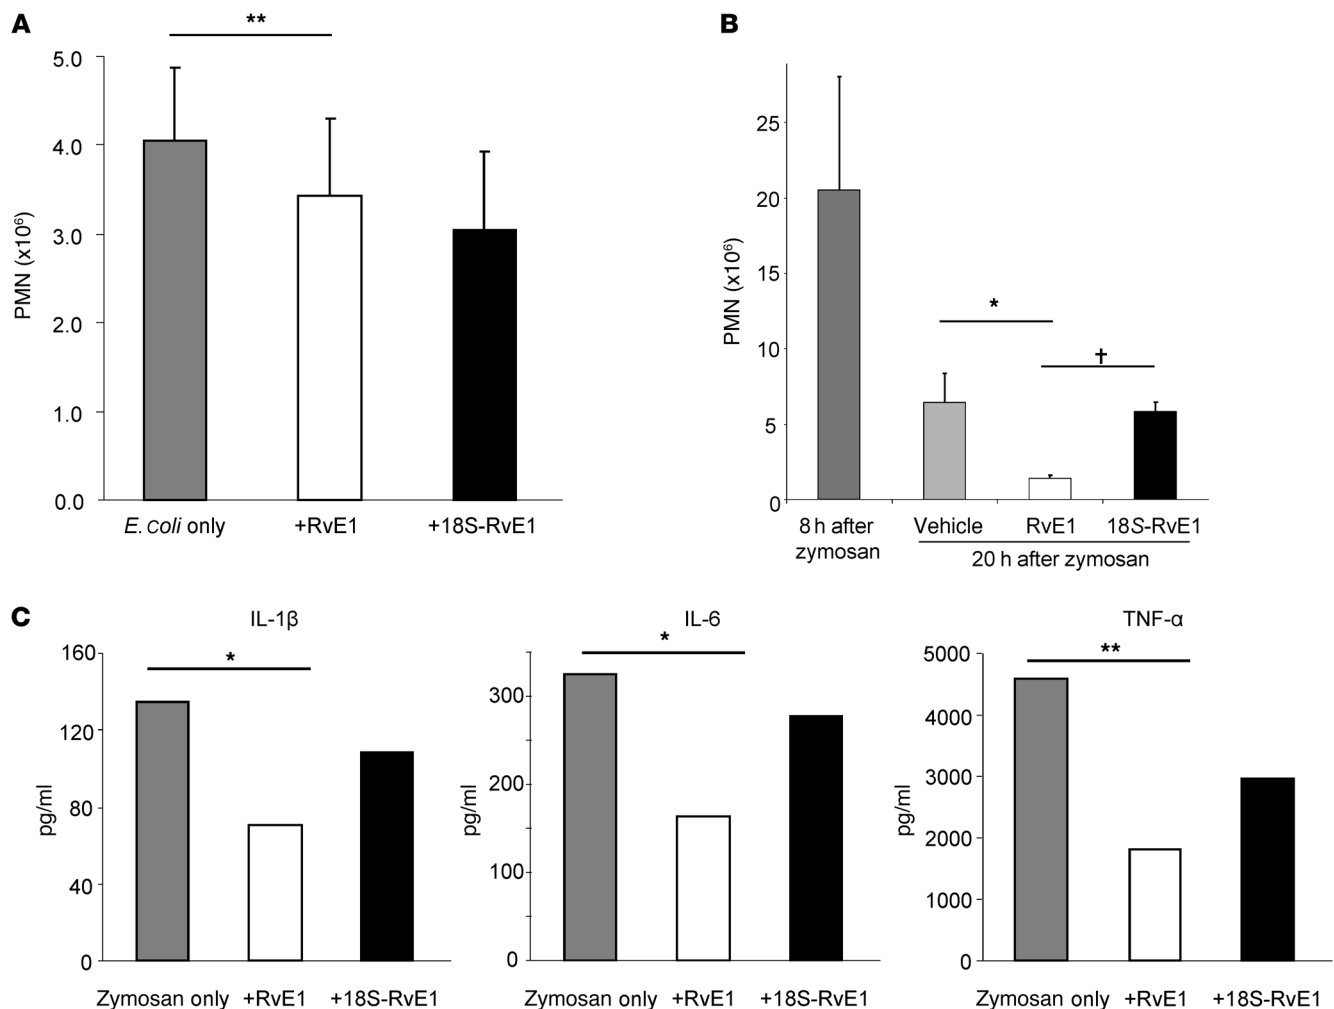 A
**
5.0
4.0
3.0
2.0
1.0
0.0
PMN (x10⁶)
E. coli only +RvE1 +18S-RvE1
B
25
20
15
10
5
0
PMN (x10⁶)
*
†
8 h after zymosan
Vehicle RvE1 18S-RvE1
20 h after zymosan
C
IL-1β
*
160
120
80
40
0
pg/ml
Zymosan only +RvE1 +18S-RvE1
IL-6
*
300
200
100
0
pg/ml
Zymosan only +RvE1 +18S-RvE1
TNF-α
**
5000
4000
3000
2000
1000
0
pg/ml
Zymosan only +RvE1 +18S-RvE1